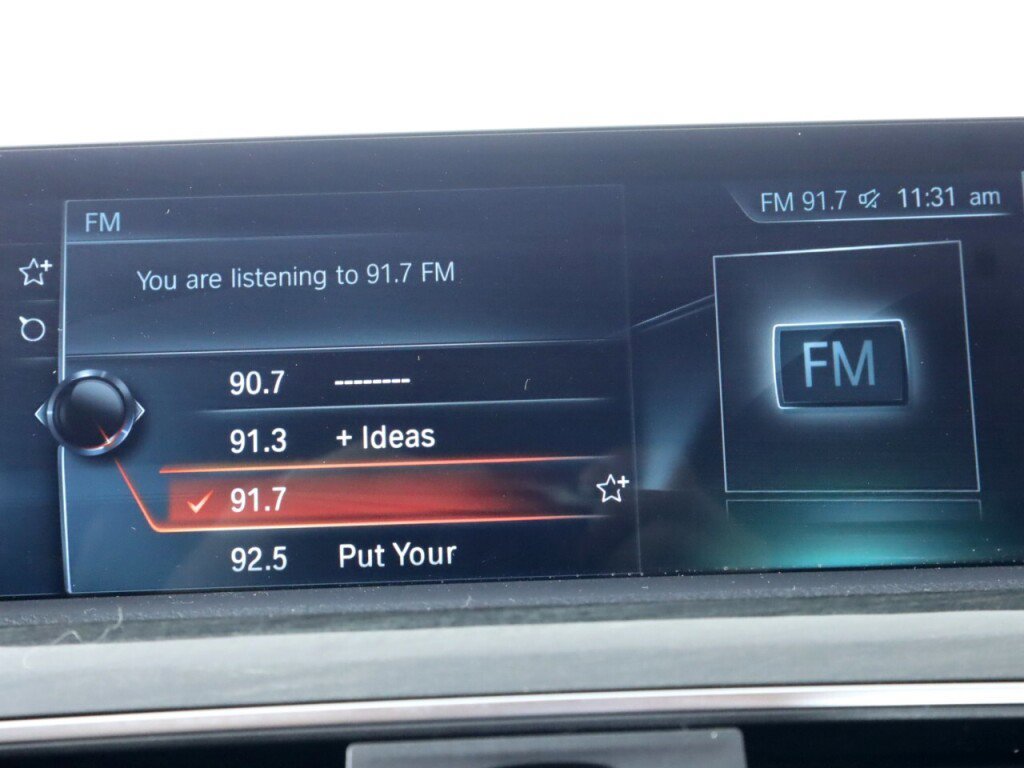 FM
FM 91.7 11:31 am
You are listening to 91.7 FM
FM
90.7 --------
91.3 + Ideas
91.7
92.5 Put Your